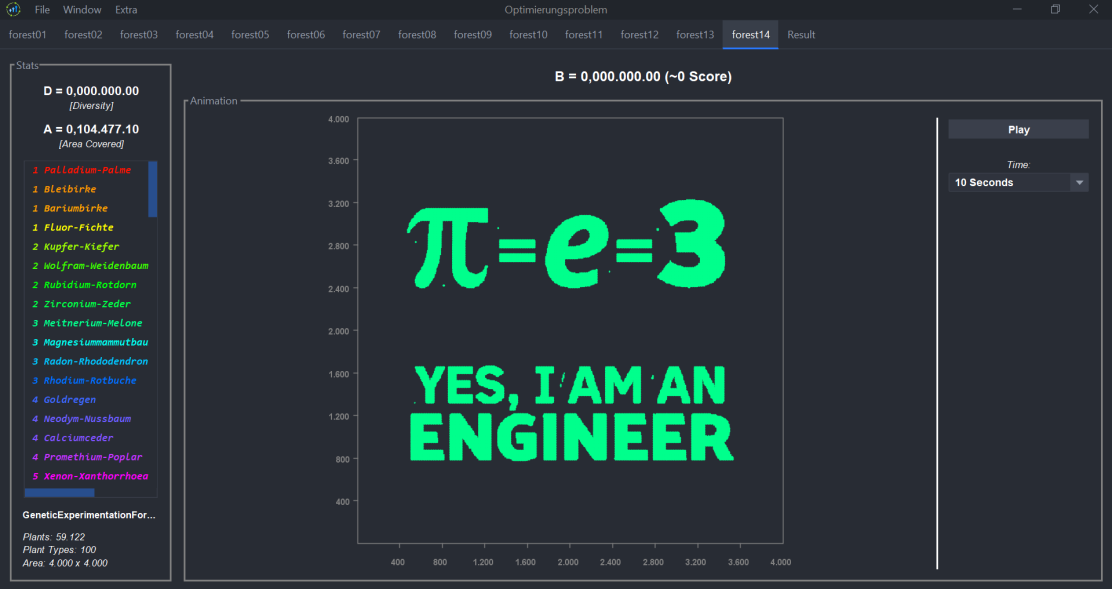 File Window Extra Optimierungsproblem
forest01 forest02 forest03 forest04 forest05 forest06 forest07 forest08 forest09 forest10 forest11 forest12 forest13 forest14 Result
Stats
D = 0,000.000.00
[Diversity]
A = 0,104.477.10
[Area Covered]
1 Palladium-Palme
1 Bleibirke
1 Bariumbirke
1 Fluor-Fichte
2 Kupfer-Kiefer
2 Wolfram-Weidenbaum
2 Rubidium-Rotdorn
2 Zirconium-Zeder
3 Meitnerium-Melone
3 Magnesiummammutbau
3 Radon-Rhododendron
3 Rhodium-Rotbuche
4 Goldregen
4 Neodym-Nussbaum
4 Calciumceder
4 Promethium-Poplar
5 Xenon-Xanthorrhoea
GeneticExperimentationFor...
Plants: 59.122
Plant Types: 100
Area: 4.000 x 4.000
B = 0,000.000.00 (~0 Score)
Animation
4.000
3.600
3.200
2.800
2.400
2.000
1.600
1.200
800
400
π=e=3
YES, I AM AN
ENGINEER
400 800 1.200 1.600 2.000 2.400 2.800 3.200 3.600 4.000
Play
Time:
10 Seconds